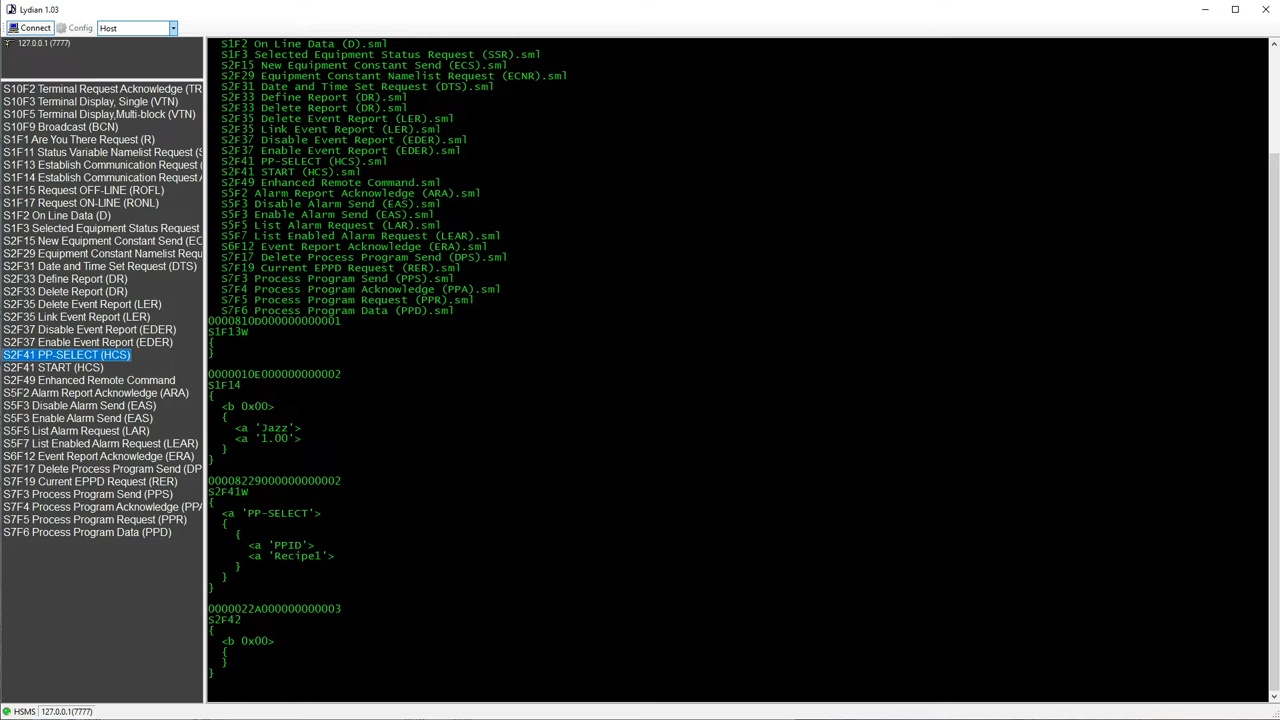 Lydian 1.03
Connect Config Host
127.0.0.1 (7777)
S10F2 Terminal Request Acknowledge (TR
S10F3 Terminal Display, Single (VTN)
S10F5 Terminal Display,Multi-block (VTN)
S10F9 Broadcast (BCN)
S1F1 Are You There Request (R)
S1F11 Status Variable Namelist Request (S
S1F13 Establish Communication Request (
S1F14 Establish Communication Request A
S1F15 Request OFF-LINE (ROFL)
S1F17 Request ON-LINE (RONL)
S1F2 On Line Data (D)
S1F3 Selected Equipment Status Request
S2F15 New Equipment Constant Send (EC
S2F29 Equipment Constant Namelist Requ
S2F31 Date and Time Set Request (DTS)
S2F33 Define Report (DR)
S2F33 Delete Report (DR)
S2F35 Delete Event Report (LER)
S2F35 Link Event Report (LER)
S2F37 Disable Event Report (EDER)
S2F37 Enable Event Report (EDER)
S2F41 PP-SELECT (HCS)
S2F41 START (HCS)
S2F49 Enhanced Remote Command
S5F2 Alarm Report Acknowledge (ARA)
S5F3 Disable Alarm Send (EAS)
S5F3 Enable Alarm Send (EAS)
S5F5 List Alarm Request (LAR)
S5F7 List Enabled Alarm Request (LEAR)
S6F12 Event Report Acknowledge (ERA)
S7F17 Delete Process Program Send (DP
S7F19 Current EPPD Request (RER)
S7F3 Process Program Send (PPS)
S7F4 Process Program Acknowledge (PPA
S7F5 Process Program Request (PPR)
S7F6 Process Program Data (PPD)
S1F2 On Line Data (D).sml
S1F3 Selected Equipment Status Request (SSR).sml
S2F15 New Equipment Constant Send (ECS).sml
S2F29 Equipment Constant Namelist Request (ECNR).sml
S2F31 Date and Time Set Request (DTS).sml
S2F33 Define Report (DR).sml
S2F33 Delete Report (DR).sml
S2F35 Delete Event Report (LER).sml
S2F35 Link Event Report (LER).sml
S2F37 Disable Event Report (EDER).sml
S2F37 Enable Event Report (EDER).sml
S2F41 PP-SELECT (HCS).sml
S2F41 START (HCS).sml
S2F49 Enhanced Remote Command.sml
S5F2 Alarm Report Acknowledge (ARA).sml
S5F3 Disable Alarm Send (EAS).sml
S5F3 Enable Alarm Send (EAS).sml
S5F5 List Alarm Request (LAR).sml
S5F7 List Enabled Alarm Request (LEAR).sml
S6F12 Event Report Acknowledge (ERA).sml
S7F17 Delete Process Program Send (DPS).sml
S7F19 Current EPPD Request (RER).sml
S7F3 Process Program Send (PPS).sml
S7F4 Process Program Acknowledge (PPA).sml
S7F5 Process Program Request (PPR).sml
S7F6 Process Program Data (PPD).sml
0000810D000000000001
S1F13W
{
}
0000010E000000000002
S1F14
{
<b 0x00>
{
<a 'Jazz'>
<a '1.00'>
}
}
00008229000000000002
S2F41W
{
<a 'PP-SELECT'>
{
{
<a 'PPID'>
<a 'Recipe1'>
}
}
}
0000022A000000000003
S2F42
{
<b 0x00>
{
}
}
HSMS 127.0.0.1(7777)